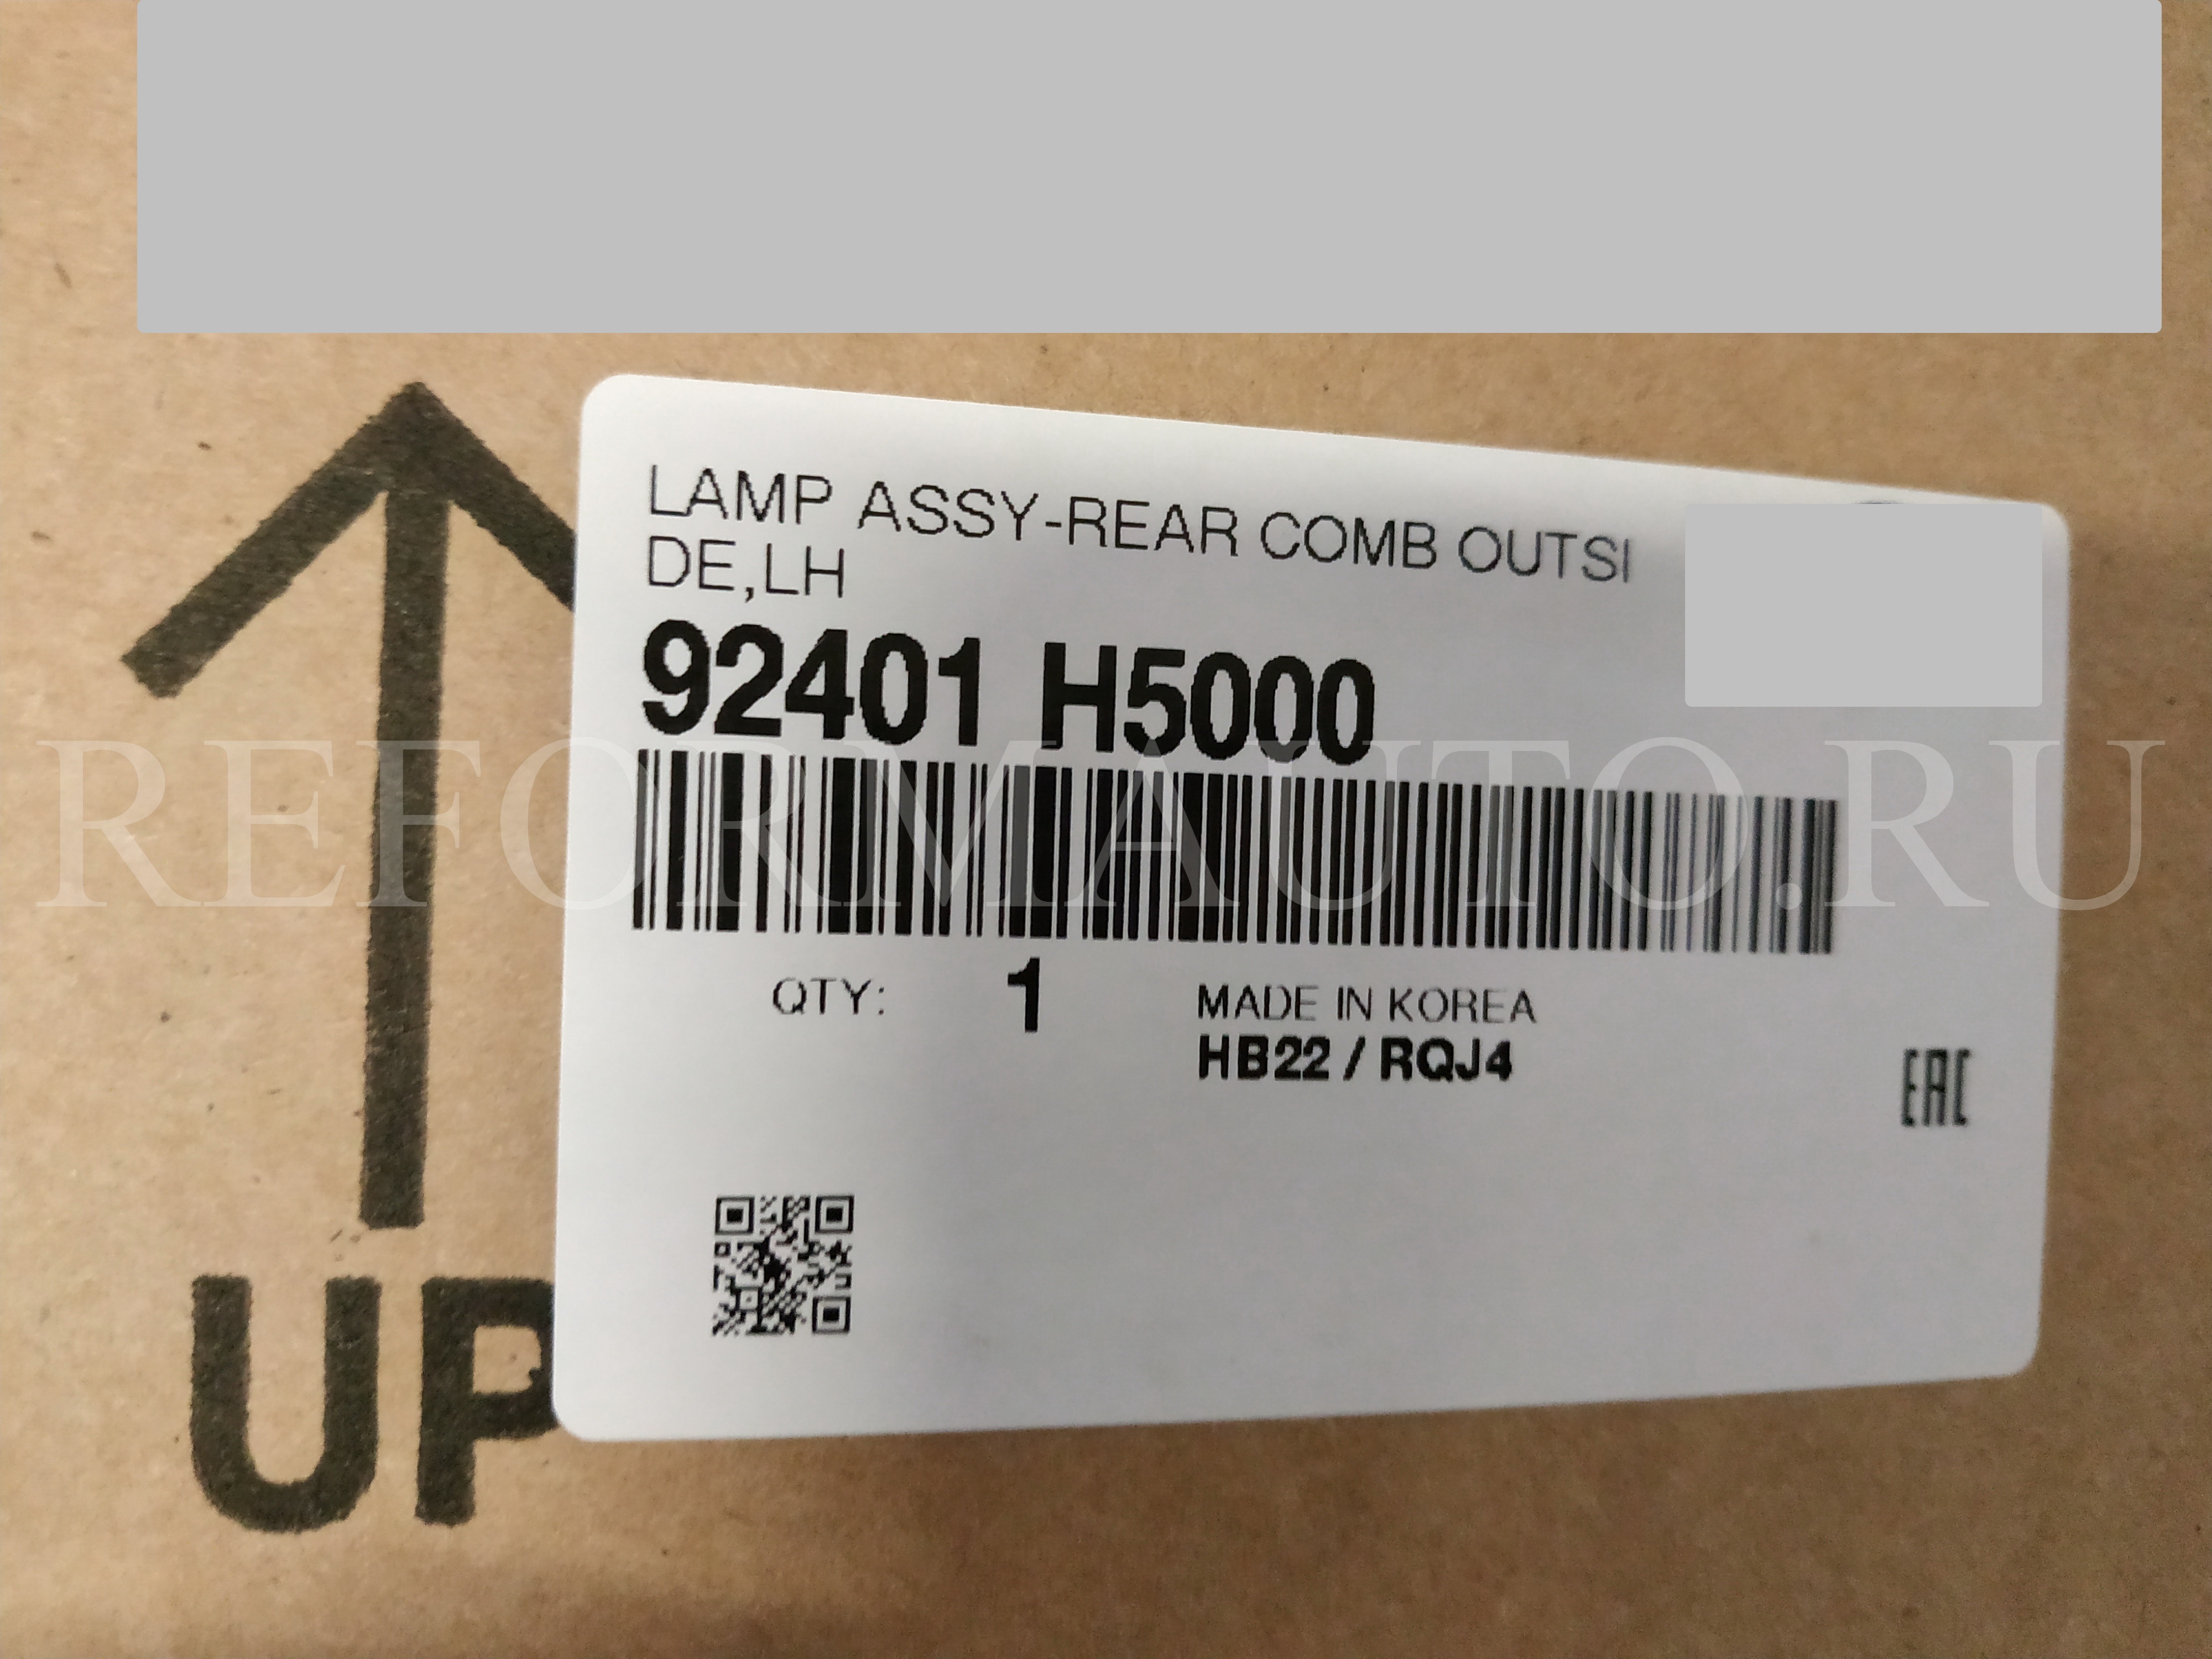 LAMP ASSY-REAR COMB OUTSI
DE,LH
92401 H5000
REFORMAUTO.RU
QTY: 1 MADE IN KOREA
HB22 / RQJ4
EAC
UP